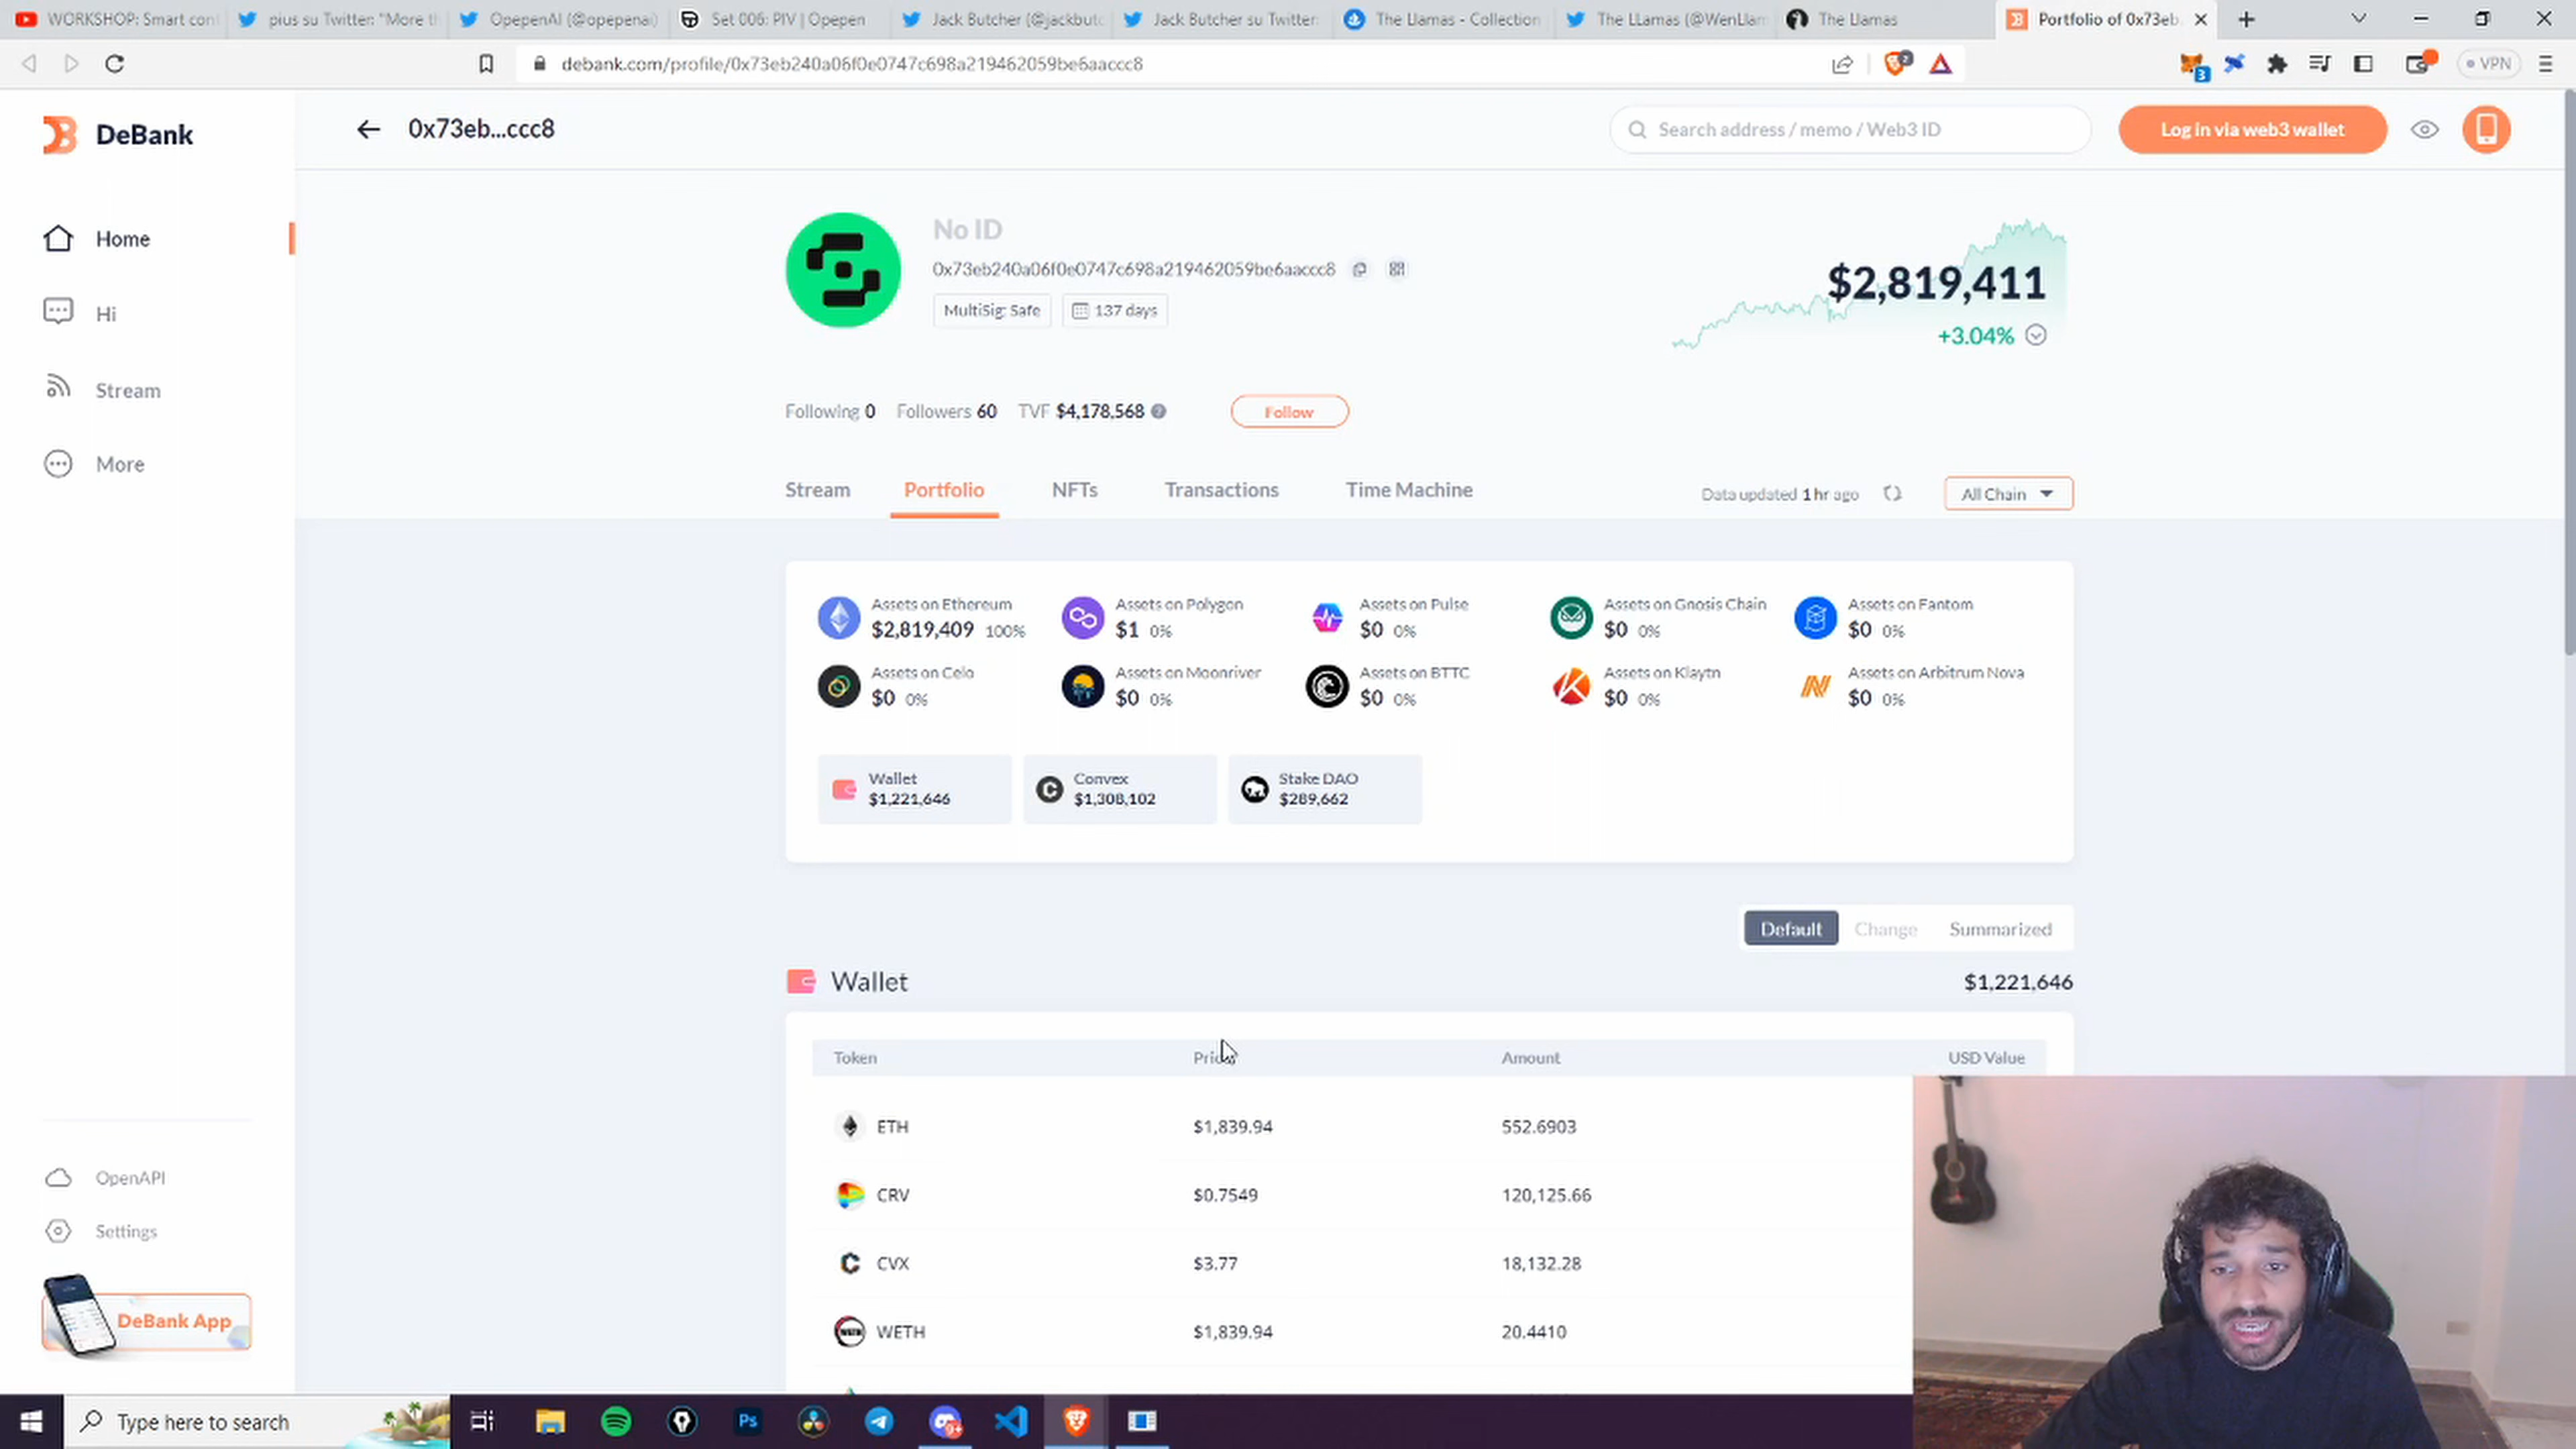 WORKSHOP: Smart cont
pius su Twitter: "More th
OpepenAI (@opepenai)
Set 006: PIV | Opepen
Jack Butcher (@jackbutc
Jack Butcher su Twitter:
The Llamas - Collection
The LLamas (@WenLlam
The Llamas
Portfolio of 0x73eb
debank.com/profile/0x73eb240a06f0e0747c698a219462059be6aaccc8
2
3
VPN
DeBank
0x73eb...ccc8
Search address / memo / Web3 ID
Log in via web3 wallet
Home
Hi
Stream
More
No ID
0x73eb240a06f0e0747c698a219462059be6aaccc8
MultiSig: Safe
137 days
$2,819,411
+3.04%
Following 0
Followers 60
TVF $4,178,568
Follow
Stream
Portfolio
NFTs
Transactions
Time Machine
Data updated 1 hr ago
All Chain
Assets on Ethereum
$2,819,409 100%
Assets on Polygon
$1 0%
Assets on Pulse
$0 0%
Assets on Gnosis Chain
$0 0%
Assets on Fantom
$0 0%
Assets on Celo
$0 0%
Assets on Moonriver
$0 0%
Assets on BTTC
$0 0%
Assets on Klaytn
$0 0%
Assets on Arbitrum Nova
$0 0%
Wallet
$1,221,646
Convex
$1,308,102
Stake DAO
$289,662
Default
Change
Summarized
Wallet
$1,221,646
Token
Amount
USD Value
ETH
$1,839.94
552.6903
CRV
$0.7549
120,125.66
CVX
$3.77
18,132.28
WETH
$1,839.94
20.4410
OpenAPI
Settings
DeBank App
Type here to search
Ps
9+